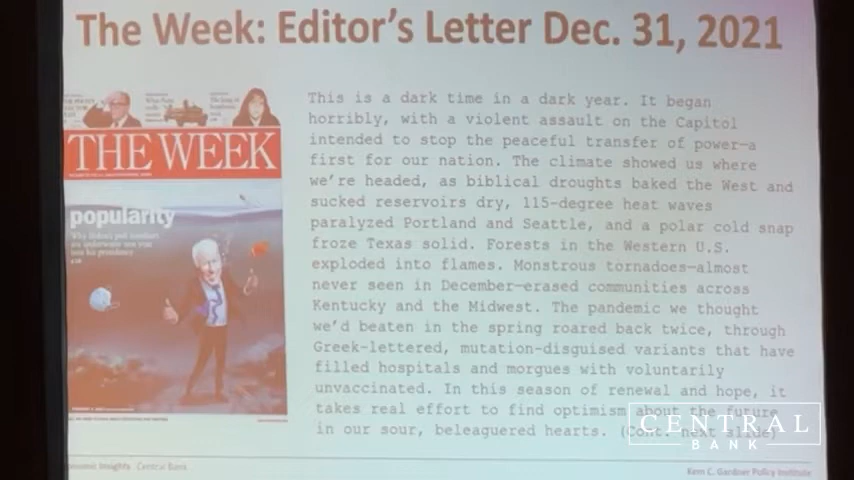 The Week: Editor's Letter Dec. 31, 2021
THE WEEK
popularity
This is a dark time in a dark year. It began
horribly, with a violent assault on the Capitol
intended to stop the peaceful transfer of power—a
first for our nation. The climate showed us where
we're headed, as biblical droughts baked the West and
sucked reservoirs dry, 115-degree heat waves
paralyzed Portland and Seattle, and a polar cold snap
froze Texas solid. Forests in the Western U.S.
exploded into flames. Monstrous tornadoes—almost
never seen in December—erased communities across
Kentucky and the Midwest. The pandemic we thought
we'd beaten in the spring roared back twice, through
Greek-lettered, mutation-disguised variants that have
filled hospitals and morgues with voluntarily
unvaccinated. In this season of renewal and hope, it
takes real effort to find optimism about the future
in our sour, beleaguered hearts. (Cont. next slide)
CENTRAL
BANK
Insights Central Bank
Kem C. Gardner Policy Institute